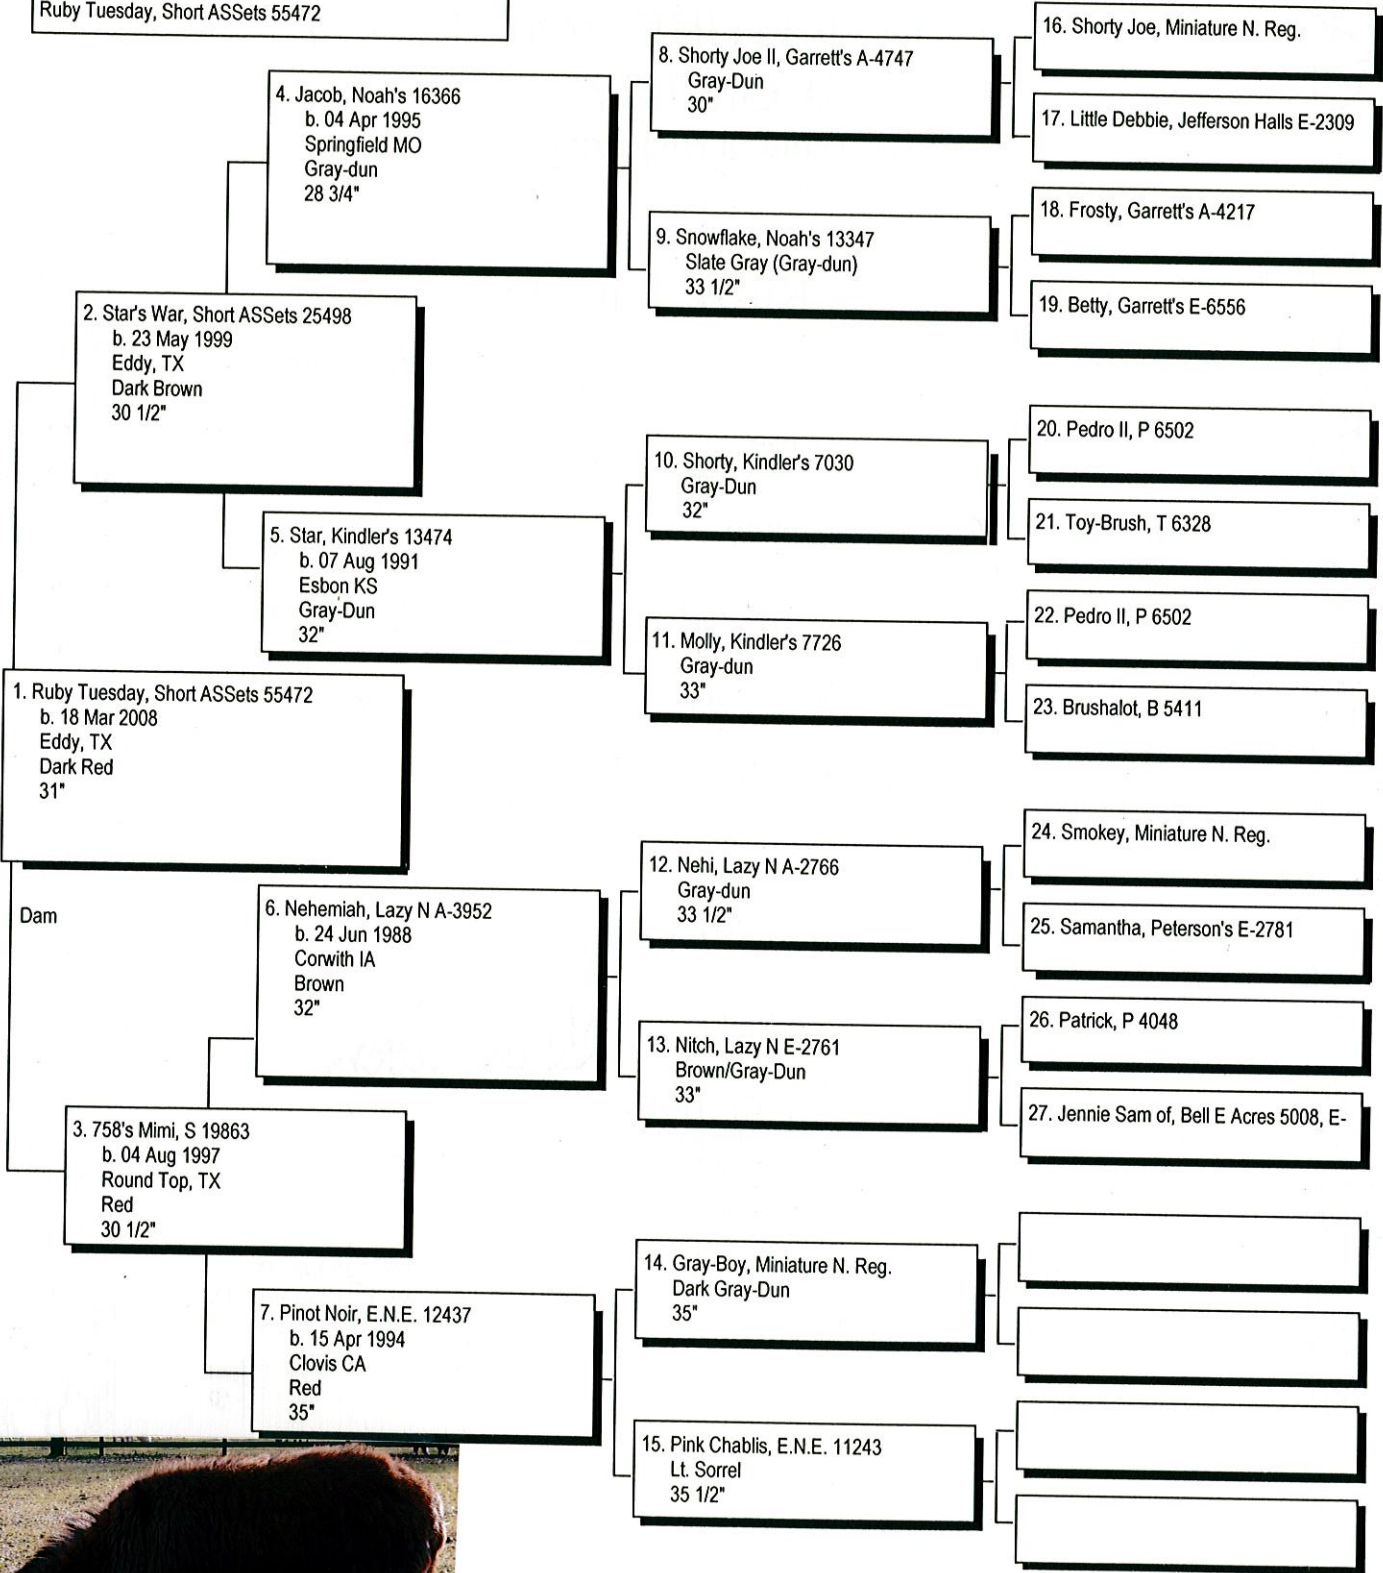 Ruby Tuesday, Short ASSets 55472
16. Shorty Joe, Miniature N. Reg.
8. Shorty Joe II, Garrett's A-4747
Gray-Dun
30"
17. Little Debbie, Jefferson Halls E-2309
4. Jacob, Noah's 16366
b. 04 Apr 1995
Springfield MO
Gray-dun
28 3/4"
18. Frosty, Garrett's A-4217
9. Snowflake, Noah's 13347
Slate Gray (Gray-dun)
33 1/2"
19. Betty, Garrett's E-6556
2. Star's War, Short ASSets 25498
b. 23 May 1999
Eddy, TX
Dark Brown
30 1/2"
20. Pedro II, P 6502
10. Shorty, Kindler's 7030
Gray-Dun
32"
21. Toy-Brush, T 6328
5. Star, Kindler's 13474
b. 07 Aug 1991
Esbon KS
Gray-Dun
32"
22. Pedro II, P 6502
11. Molly, Kindler's 7726
Gray-dun
33"
23. Brushalot, B 5411
1. Ruby Tuesday, Short ASSets 55472
b. 18 Mar 2008
Eddy, TX
Dark Red
31"
24. Smokey, Miniature N. Reg.
12. Nehi, Lazy N A-2766
Gray-dun
33 1/2"
25. Samantha, Peterson's E-2781
Dam
6. Nehemiah, Lazy N A-3952
b. 24 Jun 1988
Corwith IA
Brown
32"
26. Patrick, P 4048
13. Nitch, Lazy N E-2761
Brown/Gray-Dun
33"
27. Jennie Sam of, Bell E Acres 5008, E-
3. 758's Mimi, S 19863
b. 04 Aug 1997
Round Top, TX
Red
30 1/2"
14. Gray-Boy, Miniature N. Reg.
Dark Gray-Dun
35"
7. Pinot Noir, E.N.E. 12437
b. 15 Apr 1994
Clovis CA
Red
35"
15. Pink Chablis, E.N.E. 11243
Lt. Sorrel
35 1/2"